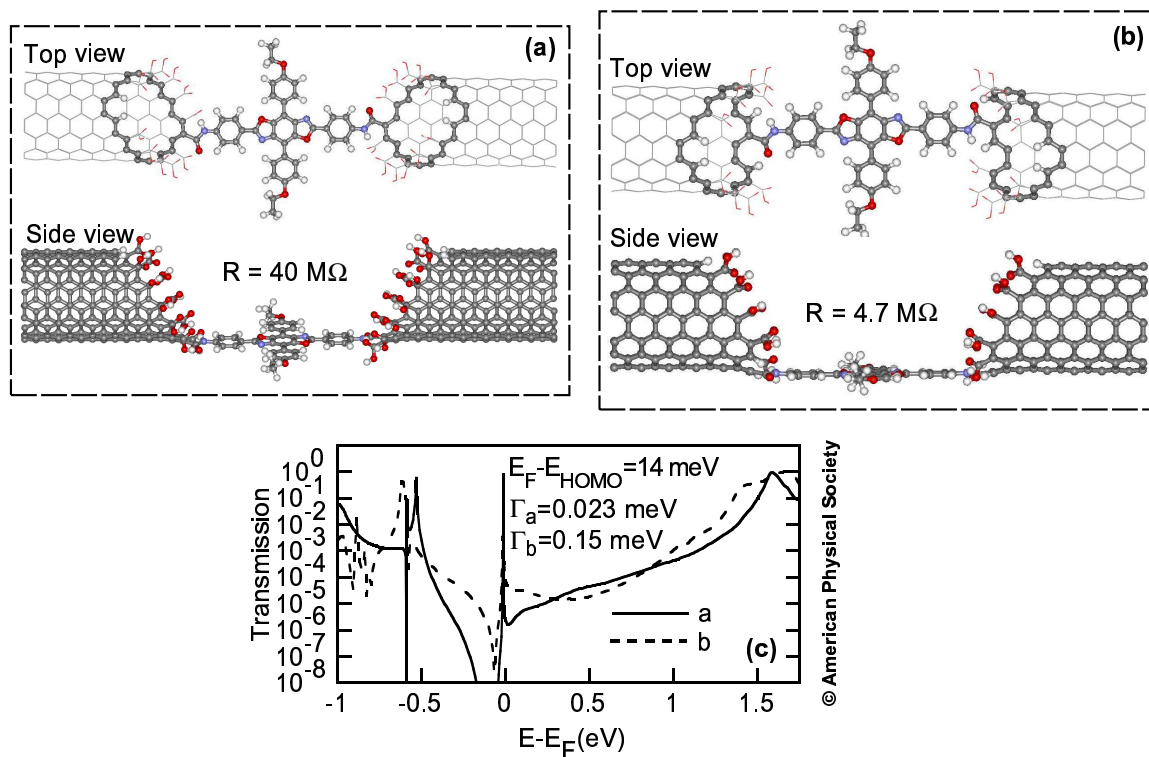 (a)
Top view
Side view
R = 40 MΩ
(b)
Top view
Side view
R = 4.7 MΩ
Transmission
10^0
10^-1
10^-2
10^-3
10^-4
10^-5
10^-6
10^-7
10^-8
E_F-E_HOMO=14 meV
Γ_a=0.023 meV
Γ_b=0.15 meV
a
b
(c)
-1 -0.5 0 0.5 1 1.5
E-E_F(eV)
© American Physical Society